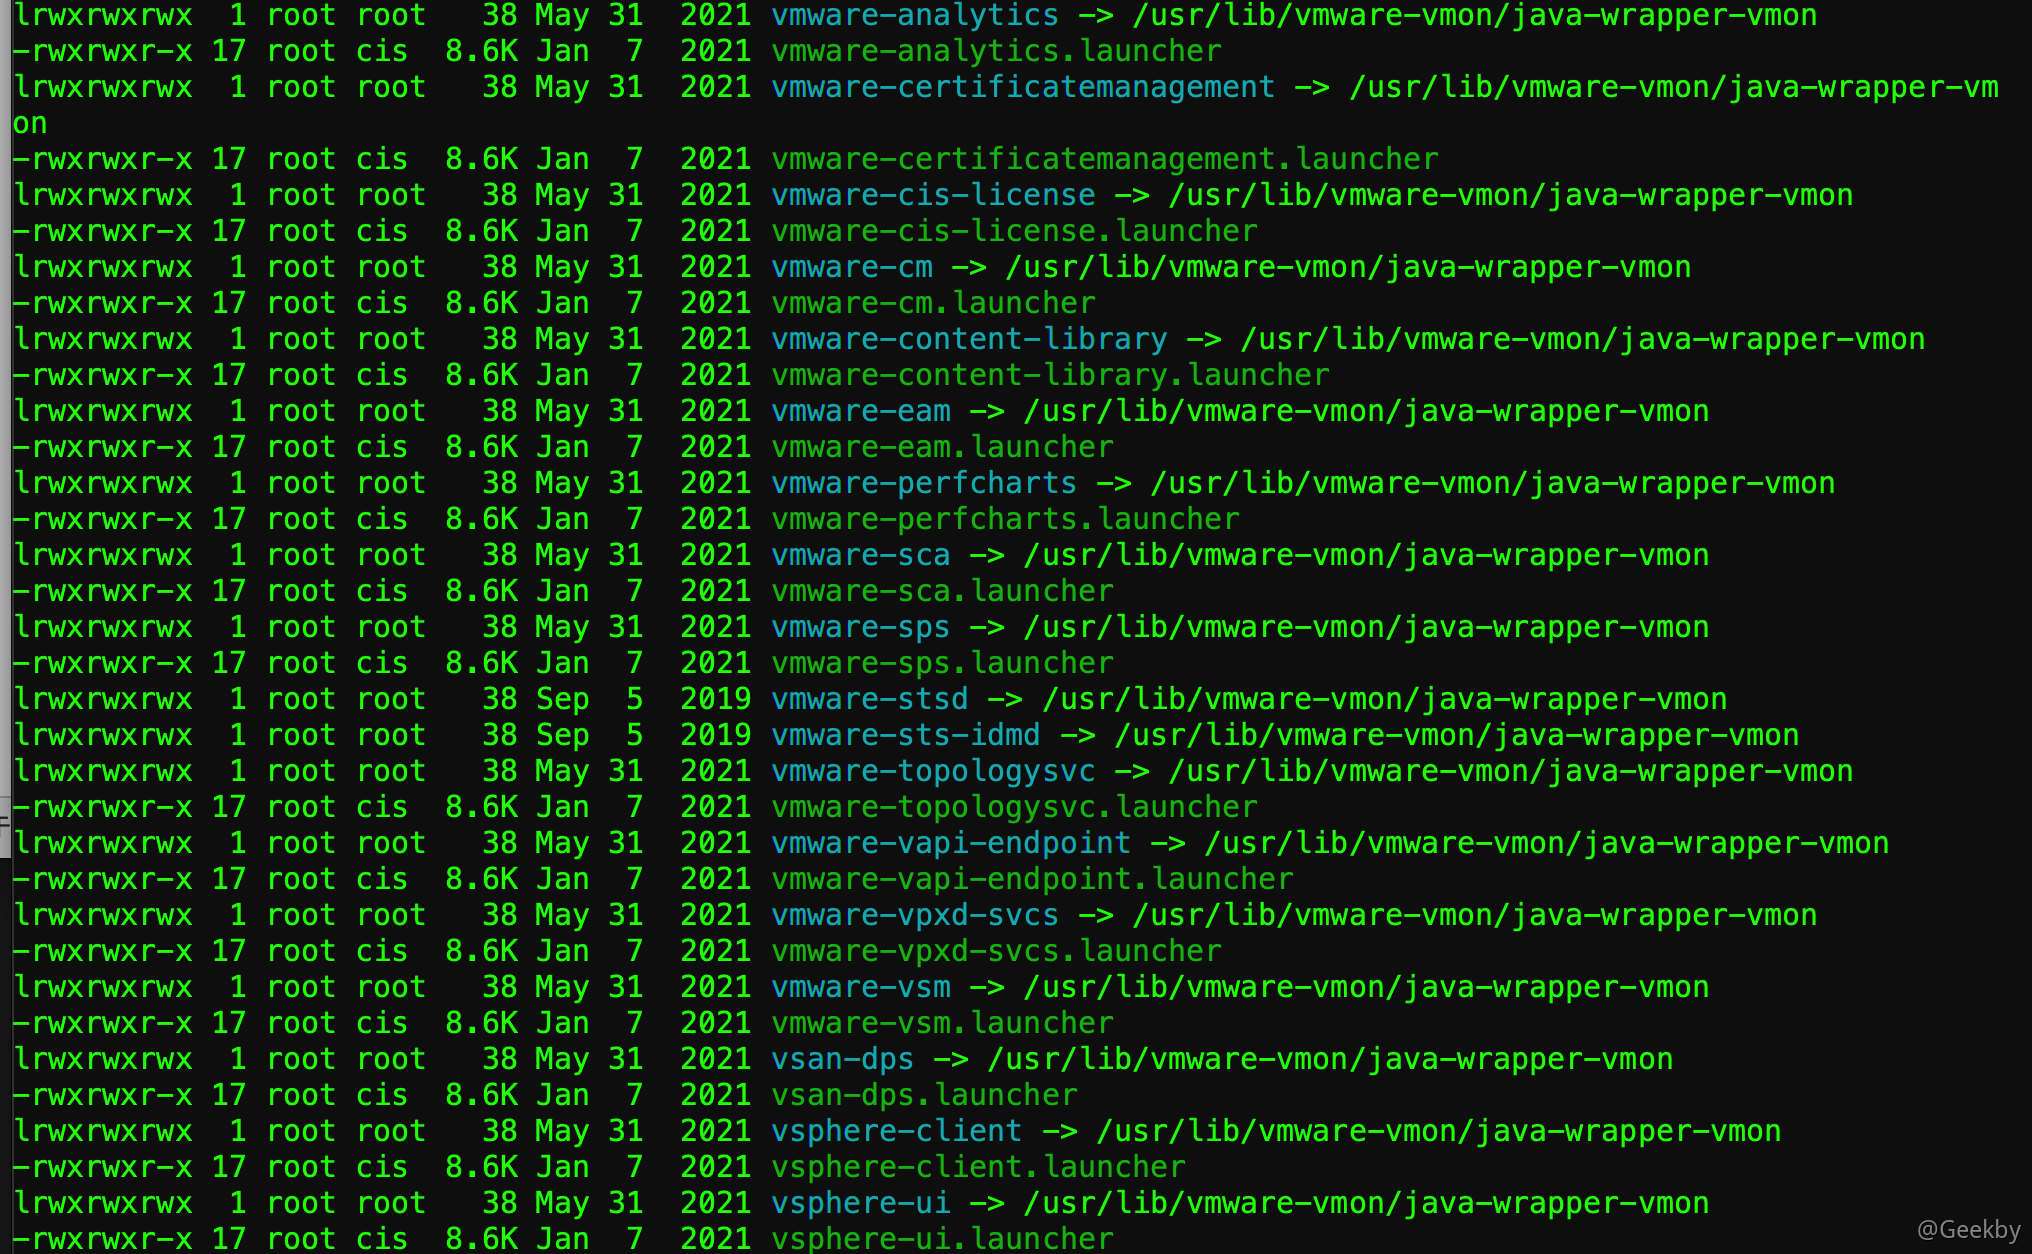 lrwxrwxrwx  1 root root   38 May 31  2021 vmware-analytics -> /usr/lib/vmware-vmon/java-wrapper-vmon
-rwxrwxr-x 17 root cis  8.6K Jan  7  2021 vmware-analytics.launcher
lrwxrwxrwx  1 root root   38 May 31  2021 vmware-certificatemanagement -> /usr/lib/vmware-vmon/java-wrapper-vm
on
-rwxrwxr-x 17 root cis  8.6K Jan  7  2021 vmware-certificatemanagement.launcher
lrwxrwxrwx  1 root root   38 May 31  2021 vmware-cis-license -> /usr/lib/vmware-vmon/java-wrapper-vmon
-rwxrwxr-x 17 root cis  8.6K Jan  7  2021 vmware-cis-license.launcher
lrwxrwxrwx  1 root root   38 May 31  2021 vmware-cm -> /usr/lib/vmware-vmon/java-wrapper-vmon
-rwxrwxr-x 17 root cis  8.6K Jan  7  2021 vmware-cm.launcher
lrwxrwxrwx  1 root root   38 May 31  2021 vmware-content-library -> /usr/lib/vmware-vmon/java-wrapper-vmon
-rwxrwxr-x 17 root cis  8.6K Jan  7  2021 vmware-content-library.launcher
lrwxrwxrwx  1 root root   38 May 31  2021 vmware-eam -> /usr/lib/vmware-vmon/java-wrapper-vmon
-rwxrwxr-x 17 root cis  8.6K Jan  7  2021 vmware-eam.launcher
lrwxrwxrwx  1 root root   38 May 31  2021 vmware-perfcharts -> /usr/lib/vmware-vmon/java-wrapper-vmon
-rwxrwxr-x 17 root cis  8.6K Jan  7  2021 vmware-perfcharts.launcher
lrwxrwxrwx  1 root root   38 May 31  2021 vmware-sca -> /usr/lib/vmware-vmon/java-wrapper-vmon
-rwxrwxr-x 17 root cis  8.6K Jan  7  2021 vmware-sca.launcher
lrwxrwxrwx  1 root root   38 May 31  2021 vmware-sps -> /usr/lib/vmware-vmon/java-wrapper-vmon
-rwxrwxr-x 17 root cis  8.6K Jan  7  2021 vmware-sps.launcher
lrwxrwxrwx  1 root root   38 Sep  5  2019 vmware-stsd -> /usr/lib/vmware-vmon/java-wrapper-vmon
lrwxrwxrwx  1 root root   38 Sep  5  2019 vmware-sts-idmd -> /usr/lib/vmware-vmon/java-wrapper-vmon
lrwxrwxrwx  1 root root   38 May 31  2021 vmware-topologysvc -> /usr/lib/vmware-vmon/java-wrapper-vmon
-rwxrwxr-x 17 root cis  8.6K Jan  7  2021 vmware-topologysvc.launcher
lrwxrwxrwx  1 root root   38 May 31  2021 vmware-vapi-endpoint -> /usr/lib/vmware-vmon/java-wrapper-vmon
-rwxrwxr-x 17 root cis  8.6K Jan  7  2021 vmware-vapi-endpoint.launcher
lrwxrwxrwx  1 root root   38 May 31  2021 vmware-vpxd-svcs -> /usr/lib/vmware-vmon/java-wrapper-vmon
-rwxrwxr-x 17 root cis  8.6K Jan  7  2021 vmware-vpxd-svcs.launcher
lrwxrwxrwx  1 root root   38 May 31  2021 vmware-vsm -> /usr/lib/vmware-vmon/java-wrapper-vmon
-rwxrwxr-x 17 root cis  8.6K Jan  7  2021 vmware-vsm.launcher
lrwxrwxrwx  1 root root   38 May 31  2021 vsan-dps -> /usr/lib/vmware-vmon/java-wrapper-vmon
-rwxrwxr-x 17 root cis  8.6K Jan  7  2021 vsan-dps.launcher
lrwxrwxrwx  1 root root   38 May 31  2021 vsphere-client -> /usr/lib/vmware-vmon/java-wrapper-vmon
-rwxrwxr-x 17 root cis  8.6K Jan  7  2021 vsphere-client.launcher
lrwxrwxrwx  1 root root   38 May 31  2021 vsphere-ui -> /usr/lib/vmware-vmon/java-wrapper-vmon
-rwxrwxr-x 17 root cis  8.6K Jan  7  2021 vsphere-ui.launcher
@Geekby